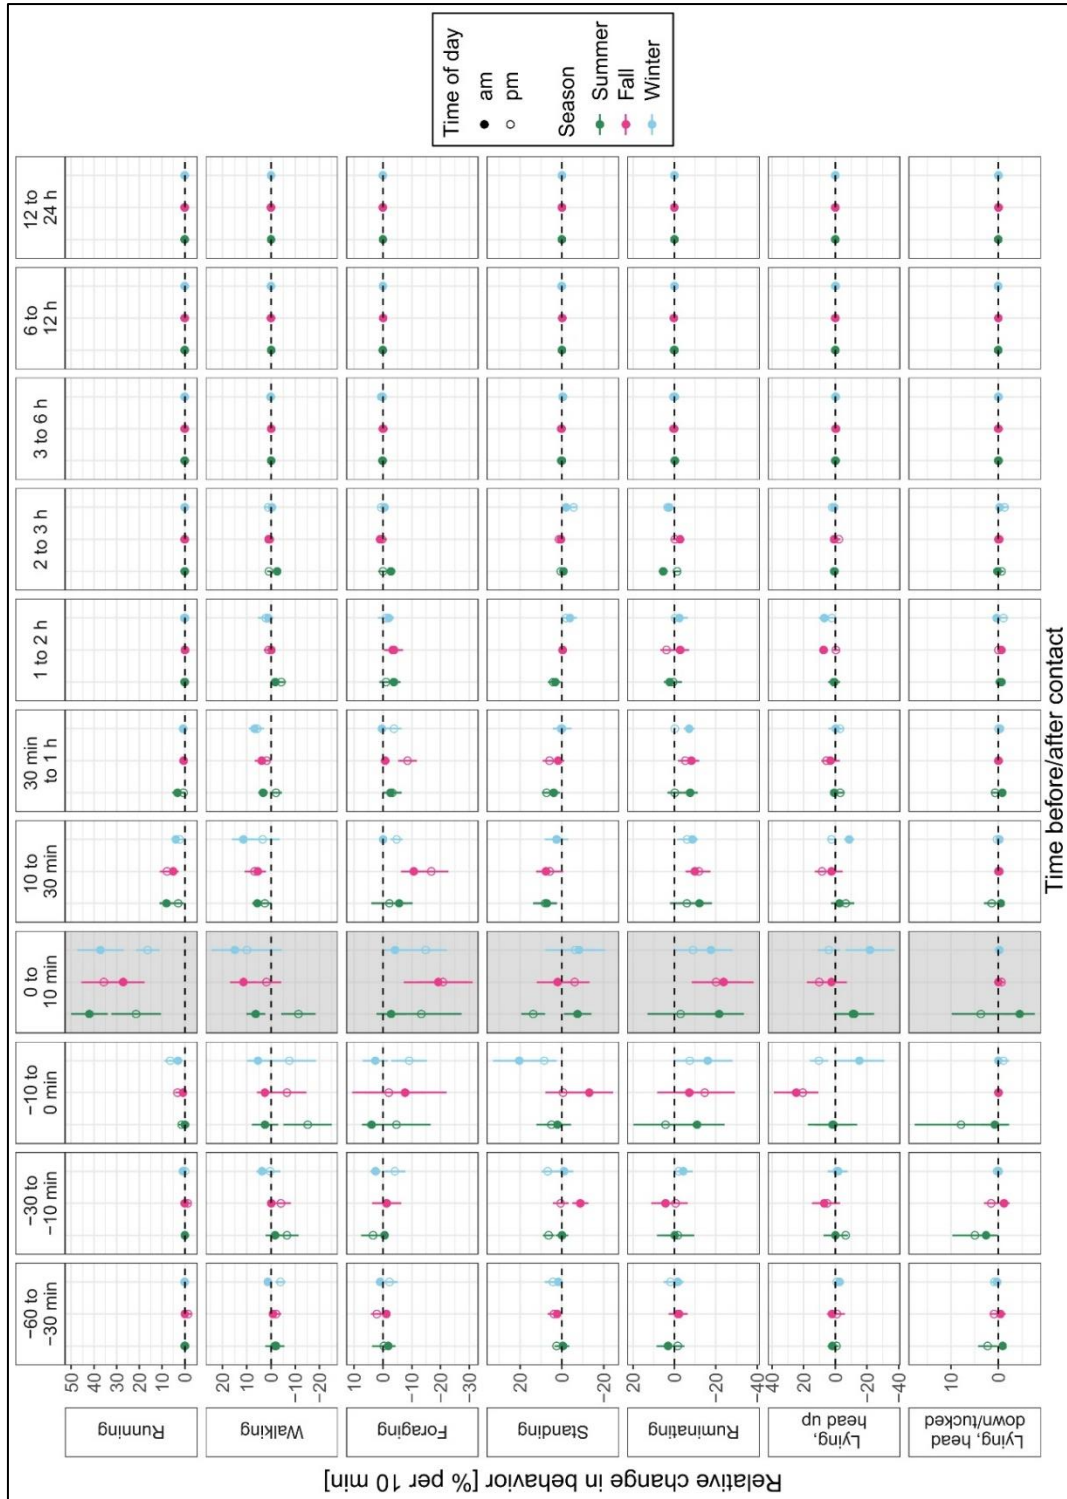 Time of day
am
pm
Season
Summer
Fall
Winter
12 to
24 h
6 to
12 h
3 to 6 h
2 to 3 h
1 to 2 h
30 min
to 1 h
10 to
30 min
0 to
10 min
−10 to
0 min
−30 to
−10 min
−60 to
−30 min
50
40
30
20
10
0
20
10
0
−10
−20
10
0
−10
−20
−30
20
0
−20
20
0
−20
−40
40
20
0
−20
−40
10
0
Running
Walking
Foraging
Standing
Ruminating
Lying,
head up
Lying, head
down/tucked
Relative change in behavior [% per 10 min]
Time before/after contact